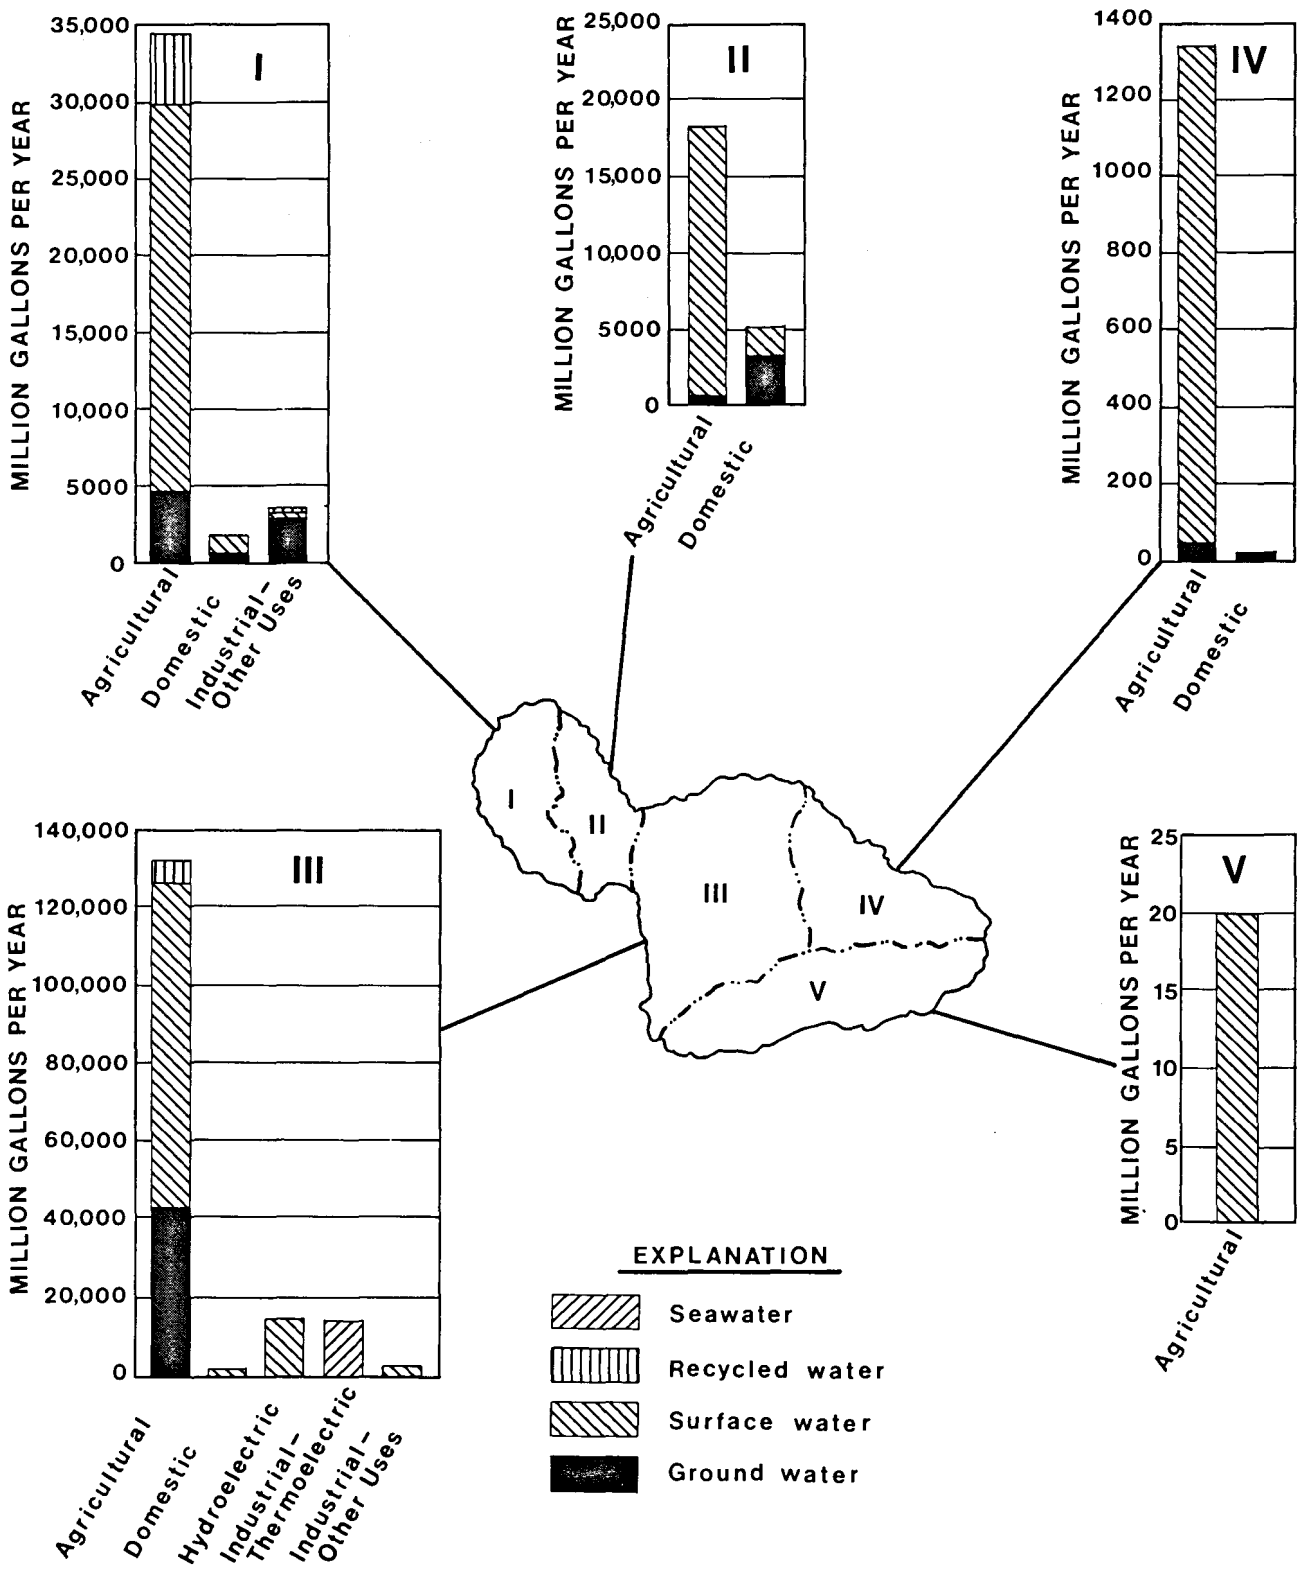 I
MILLION GALLONS PER YEAR
35,000
30,000
25,000
20,000
15,000
10,000
5000
0
Agricultural
Domestic
Industrial-
Other Uses
II
MILLION GALLONS PER YEAR
25,000
20,000
15,000
10,000
5000
0
Agricultural
Domestic
IV
MILLION GALLONS PER YEAR
1400
1200
1000
800
600
400
200
0
Agricultural
Domestic
I
II
III
IV
V
III
MILLION GALLONS PER YEAR
140,000
120,000
100,000
80,000
60,000
40,000
20,000
0
Agricultural
Domestic
Hydroelectric
Industrial-
Thermoelectric
Industrial-
Other Uses
V
MILLION GALLONS PER YEAR
25
20
15
10
5
0
Agricultural
EXPLANATION
Seawater
Recycled water
Surface water
Ground water